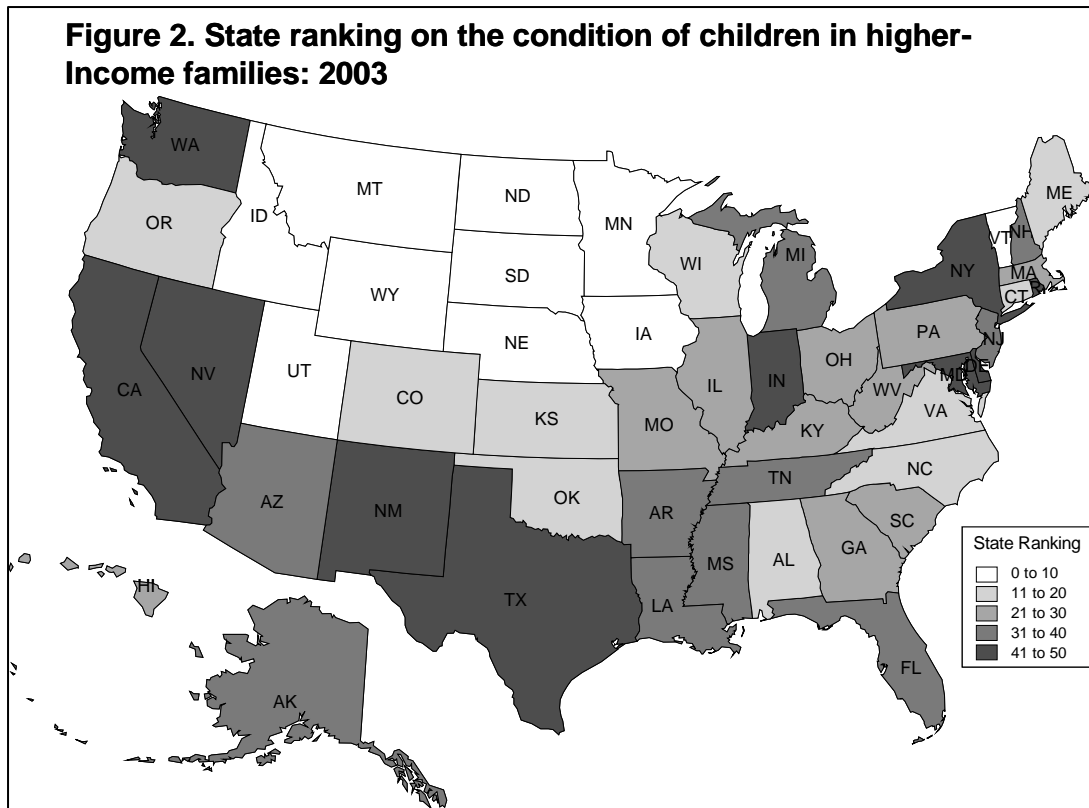 Figure 2. State ranking on the condition of children in higher-
Income families: 2003
WA
MT
ND
MN
ME
OR
ID
VT
NH
WI
MI
NY
SD
MA
RI
WY
CT
IA
PA
NE
NJ
OH
NV
UT
IL
IN
DE
MD
CA
CO
WV
VA
KS
MO
KY
NC
TN
OK
AZ
NM
AR
SC
MS
AL
GA
State Ranking
0 to 10
11 to 20
21 to 30
31 to 40
41 to 50
HI
TX
LA
FL
AK